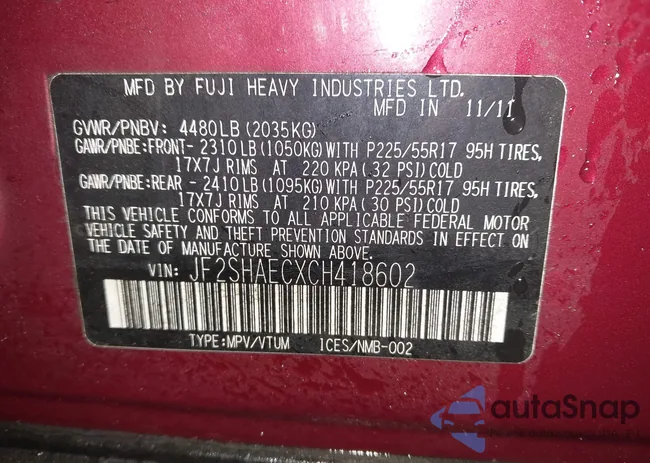 MFD BY FUJI HEAVY INDUSTRIES LTD.
MFD IN 11/11
GVWR/PNBV: 4480LB (2035KG)
GAWR/PNBE:FRONT- 2310LB (1050KG) WITH P225/55R17 95H TIRES,
17X7J RIMS AT 220 KPA (32 PSI) COLD
GAWR/PNBE:REAR - 2410LB (1095KG) WITH P225/55R17 95H TIRES,
17X7J RIMS AT 210 KPA (30 PSI) COLD
THIS VEHICLE CONFORMS TO ALL APPLICABLE FEDERAL MOTOR
VEHICLE SAFETY AND THEFT PREVENTION STANDARDS IN EFFECT ON
THE DATE OF MANUFACTURE SHOWN ABOVE.
VIN: JF2SHAECXCH418602
TYPE:MPV/VTUM 1CES/NMB-002
autaSnap